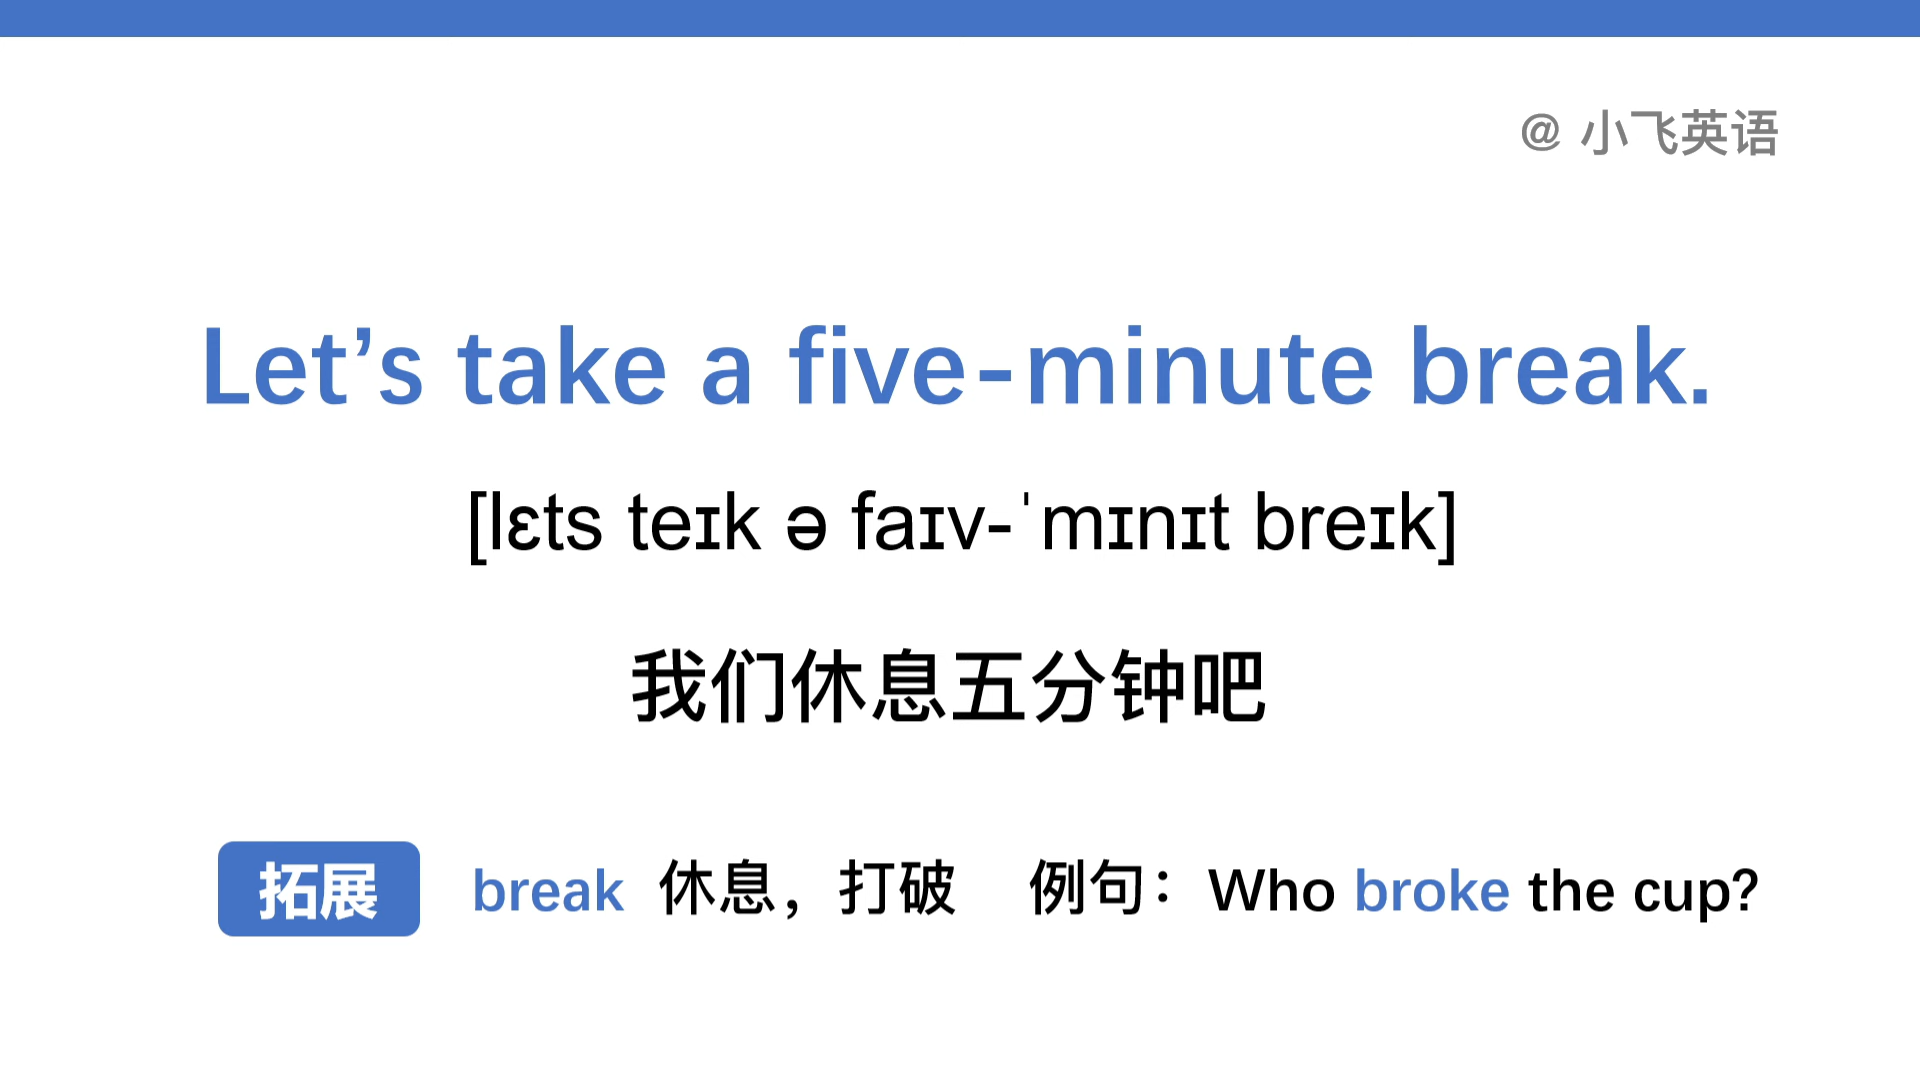 @ 小飞英语
Let’s take a five-minute break.
[lɛts teɪk ə faɪv-ˈmɪnɪt breɪk]
我们休息五分钟吧
拓展 break 休息，打破 例句：Who broke the cup?